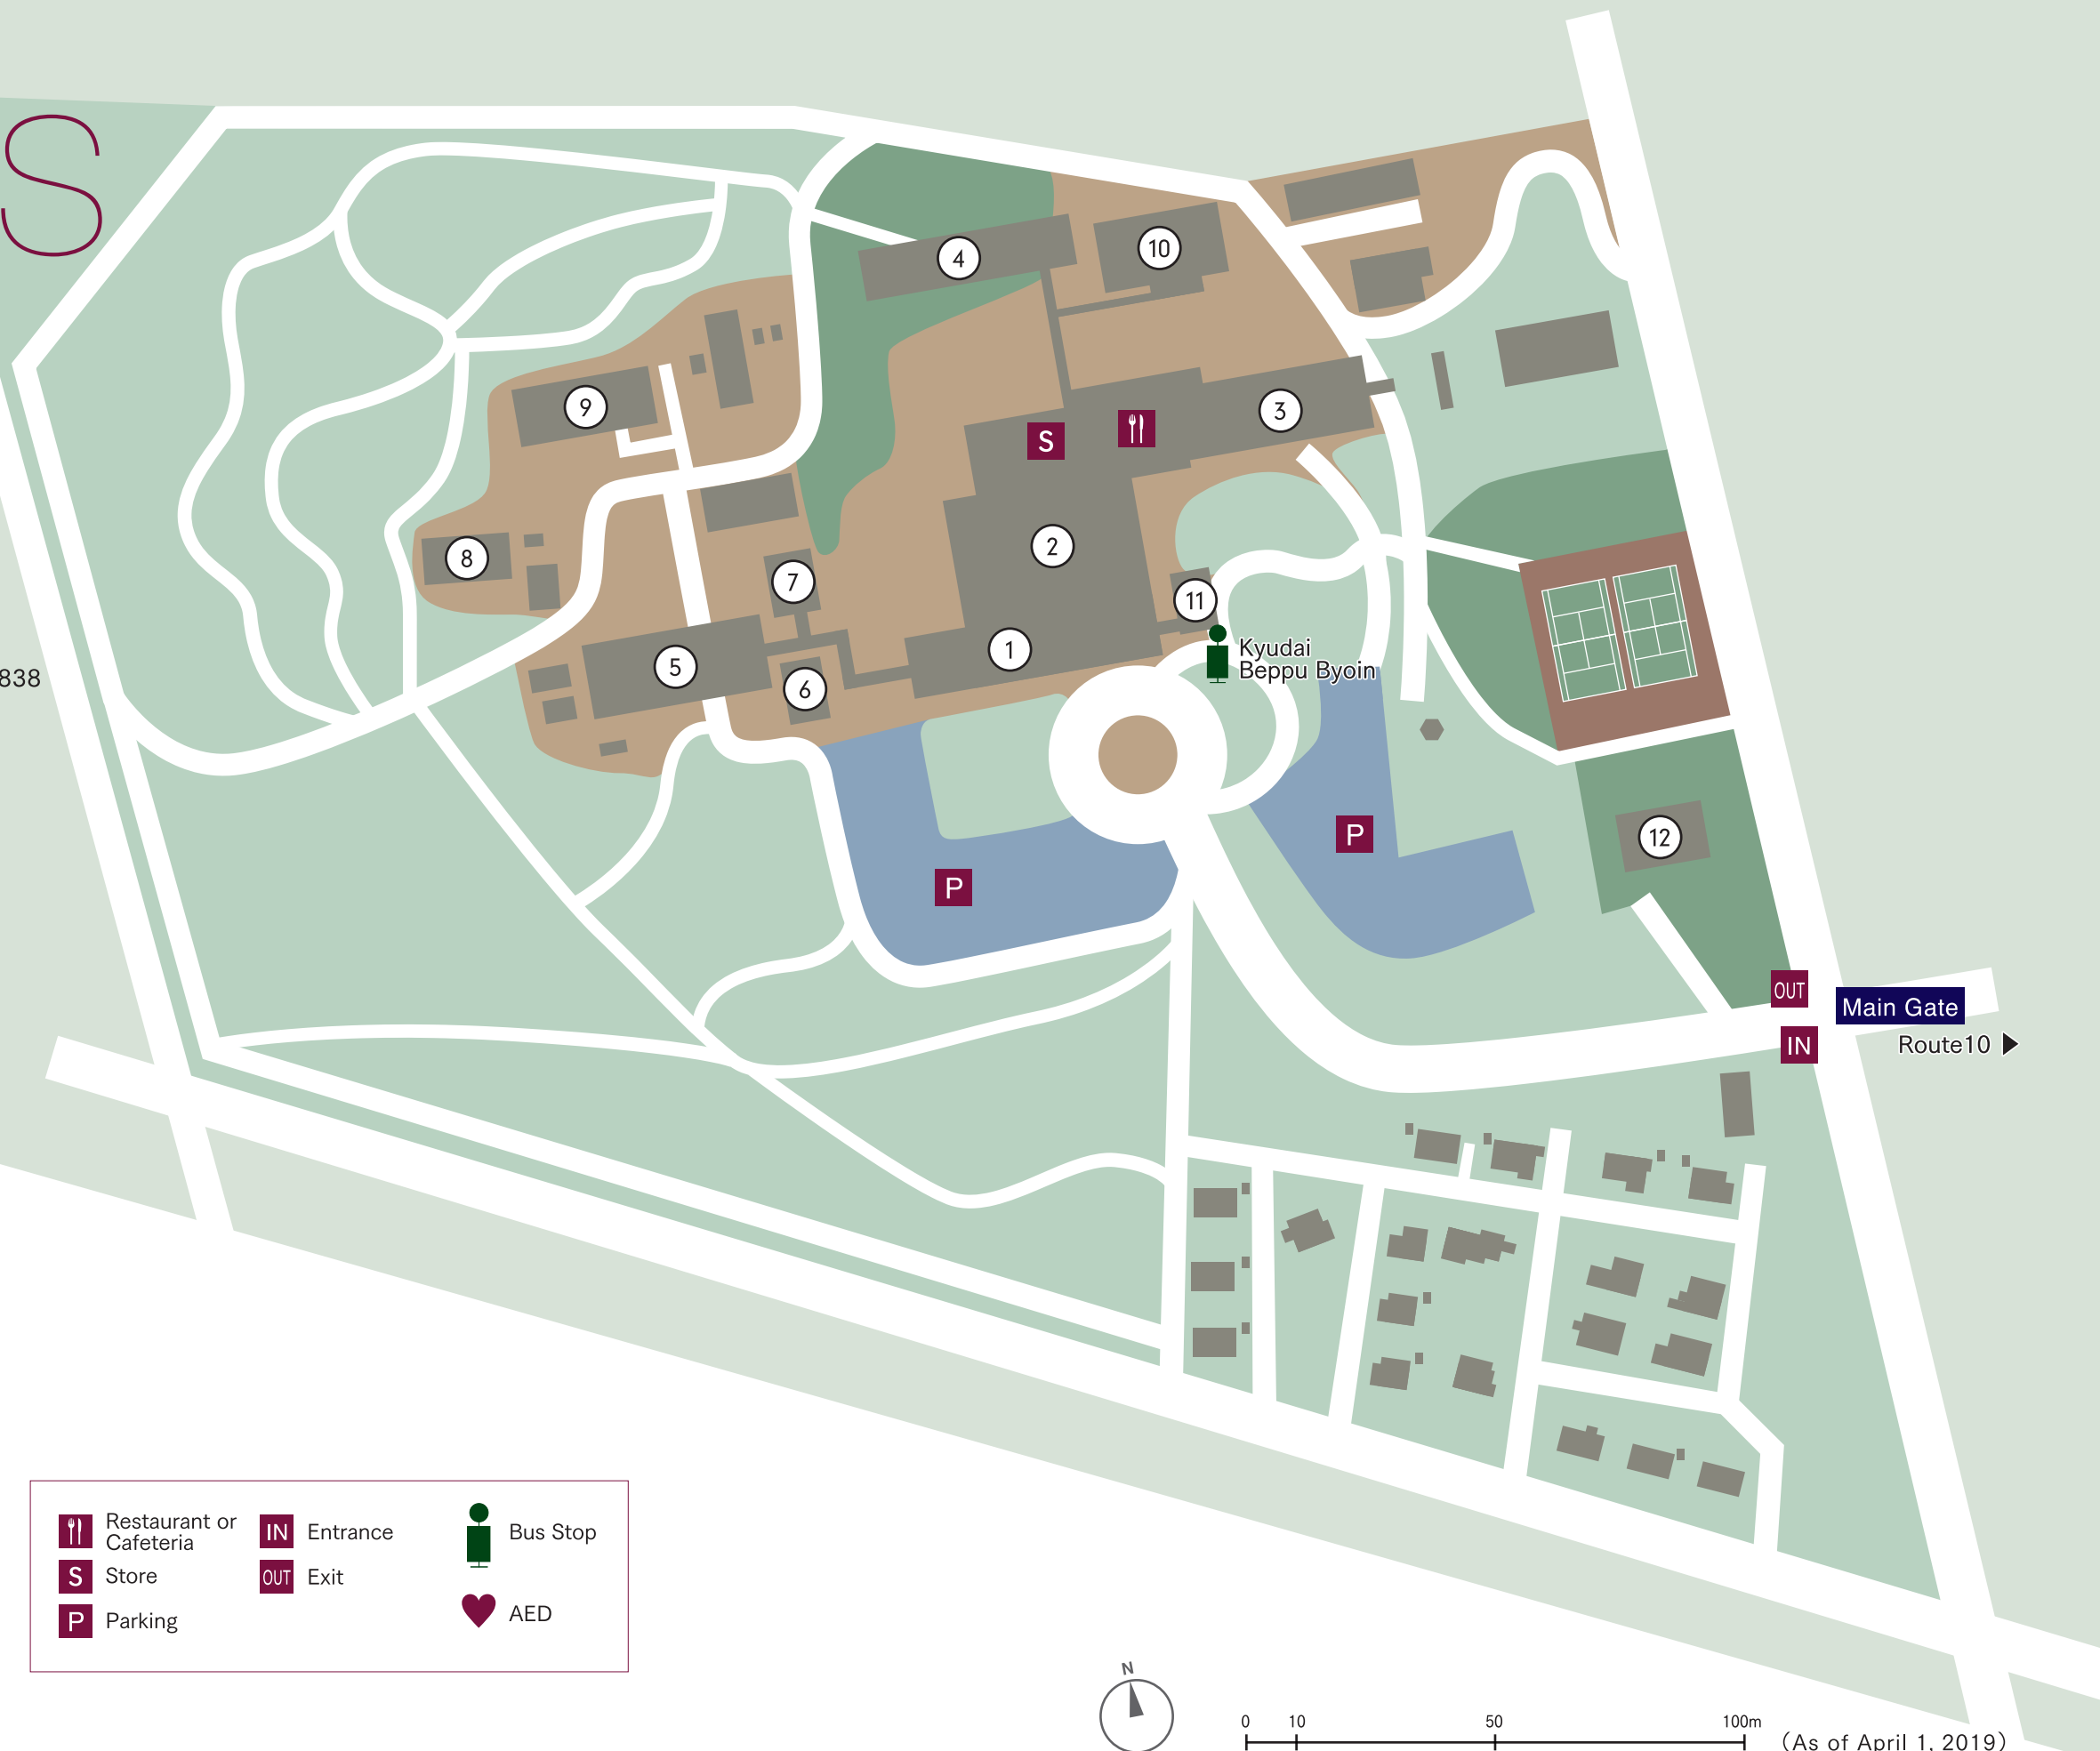 S
4
10
9
3
S
8
2
7
11
1
5
6
Kyudai
Beppu Byoin
838
P
12
P
OUT
Main Gate
IN
Route10
Restaurant or
Cafeteria
IN Entrance
Bus Stop
S Store
OUT Exit
AED
P Parking
N
0 10 50 100m
(As of April 1, 2019)